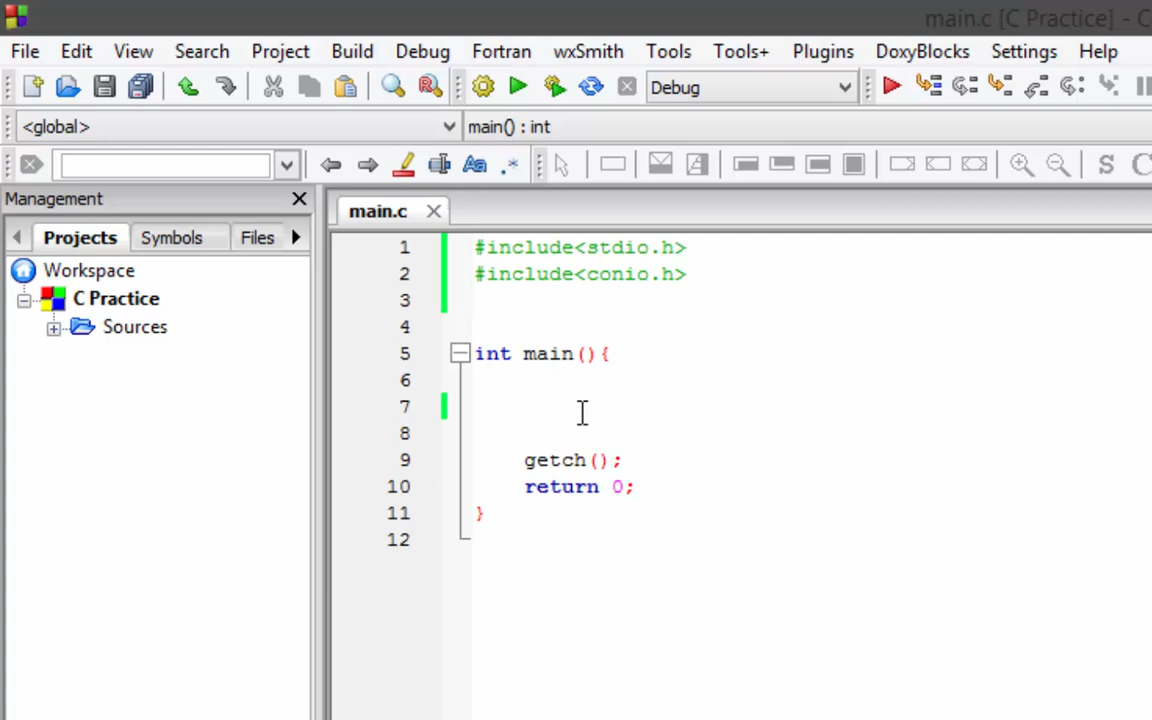 main.c [C Practice] - C
File Edit View Search Project Build Debug Fortran wxSmith Tools Tools+ Plugins DoxyBlocks Settings Help
Debug
<global> main() : int
Aa .* S C
Management
Projects Symbols Files
main.c
Workspace
C Practice
Sources
1 #include<stdio.h>
2 #include<conio.h>
3
4
5 int main(){
6
7
8
9 getch();
10 return 0;
11 }
12